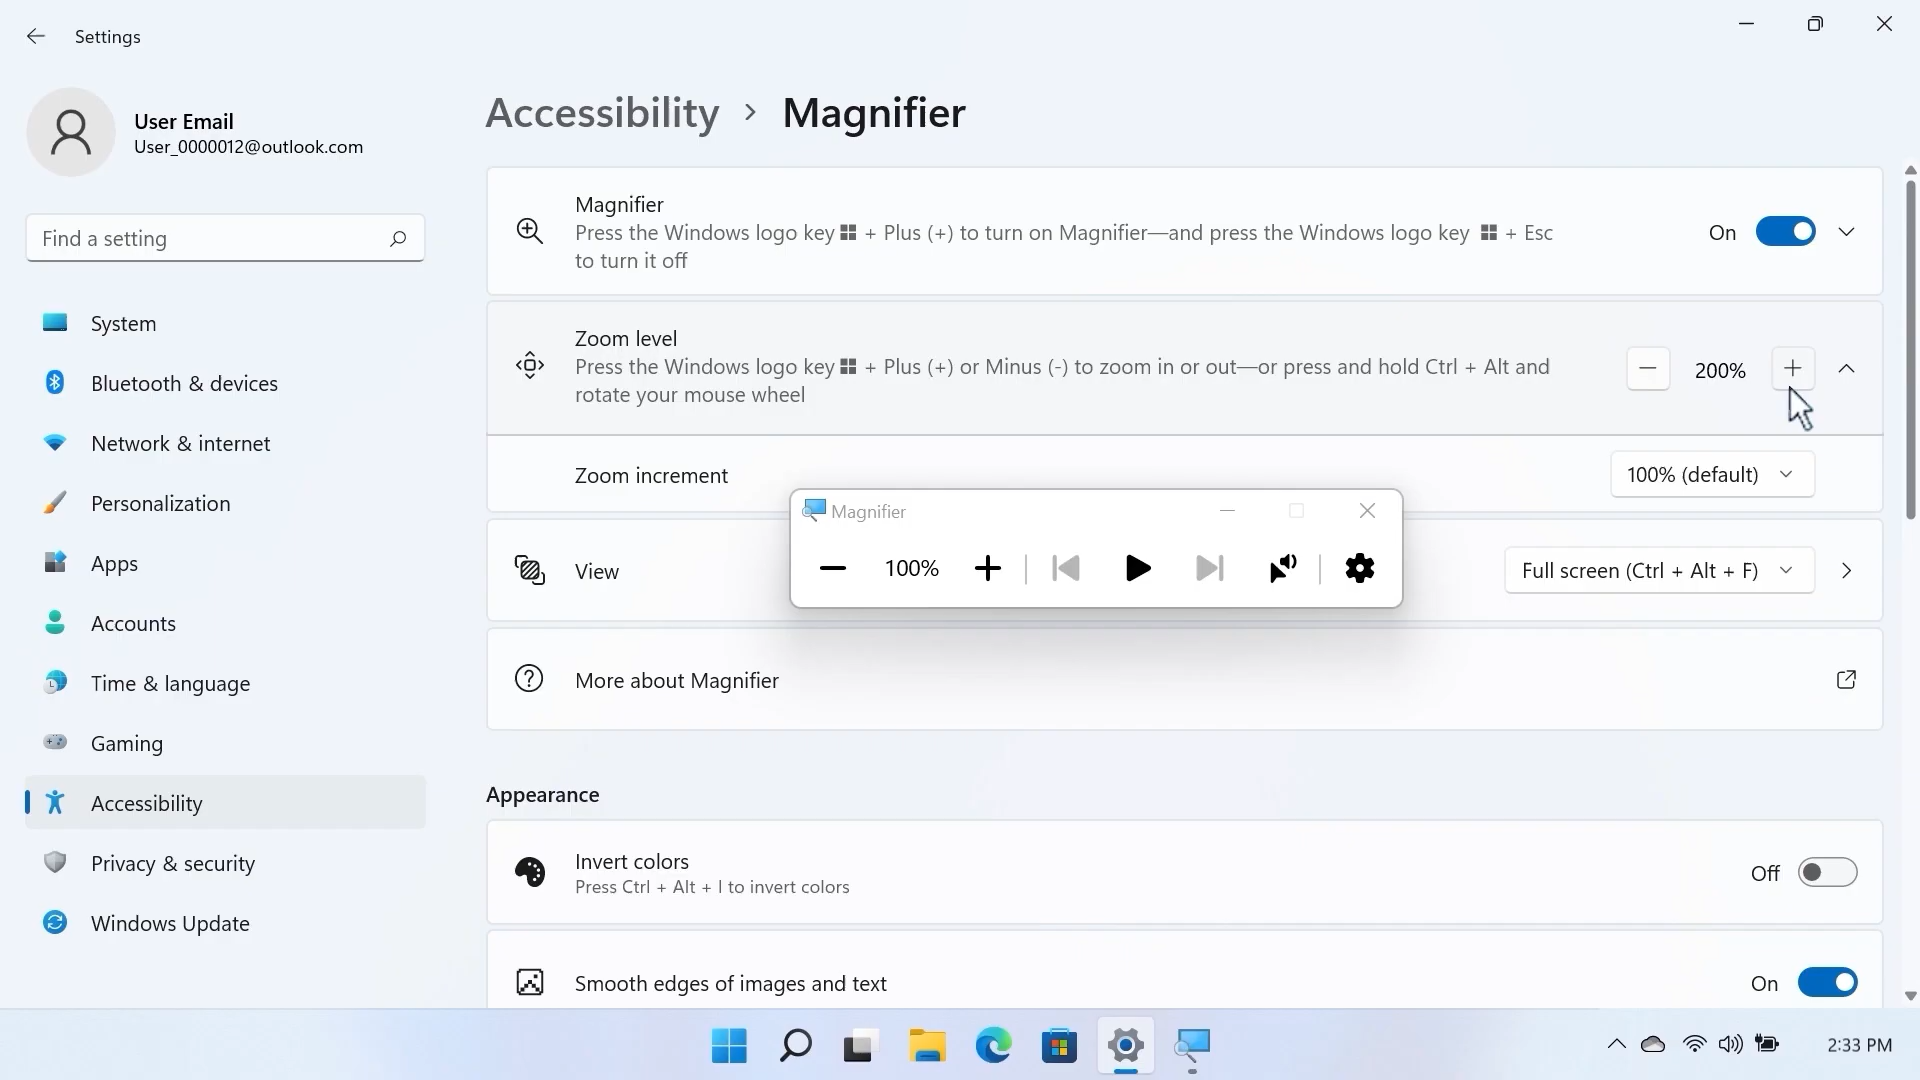 Settings
User Email
User_0000012@outlook.com
Find a setting
System
Bluetooth & devices
Network & internet
Personalization
Apps
Accounts
Time & language
Gaming
Accessibility
Privacy & security
Windows Update
Accessibility > Magnifier
Magnifier
Press the Windows logo key + Plus (+) to turn on Magnifier—and press the Windows logo key + Esc
to turn it off
On
Zoom level
Press the Windows logo key + Plus (+) or Minus (-) to zoom in or out—or press and hold Ctrl + Alt and
rotate your mouse wheel
200%
Zoom increment
100% (default)
Magnifier
100%
View
Full screen (Ctrl + Alt + F)
More about Magnifier
Appearance
Invert colors
Press Ctrl + Alt + I to invert colors
Off
Smooth edges of images and text
On
2:33 PM